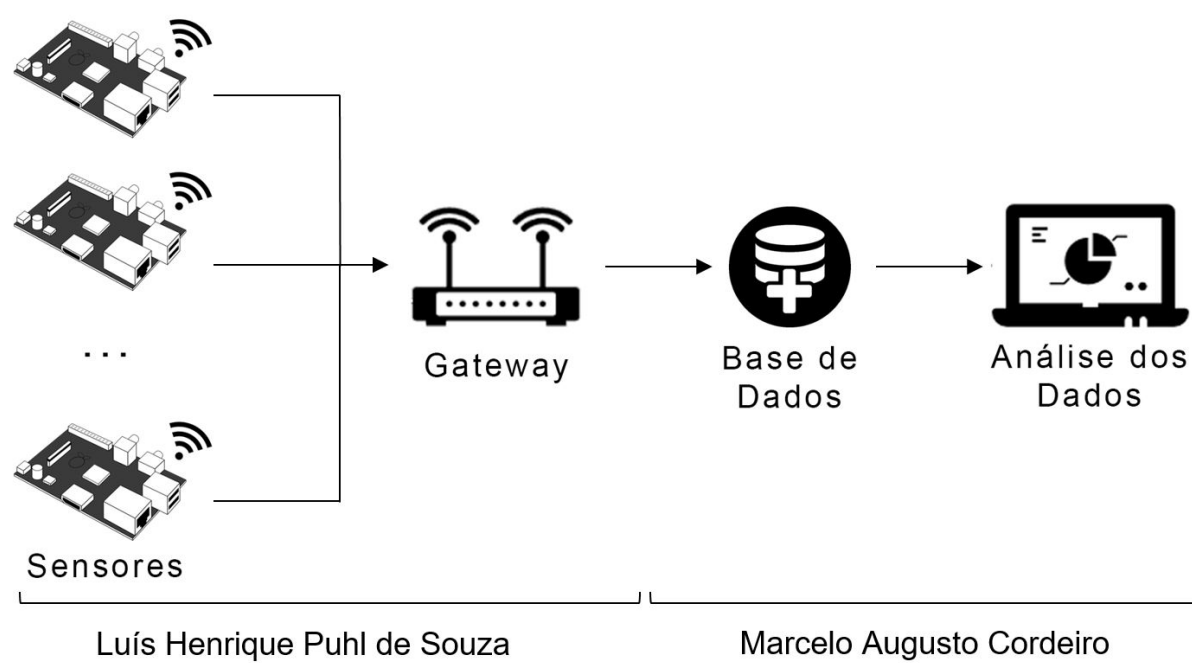 . . .
Sensores
Gateway
Base de
Dados
Análise dos
Dados
Luís Henrique Puhl de Souza
Marcelo Augusto Cordeiro